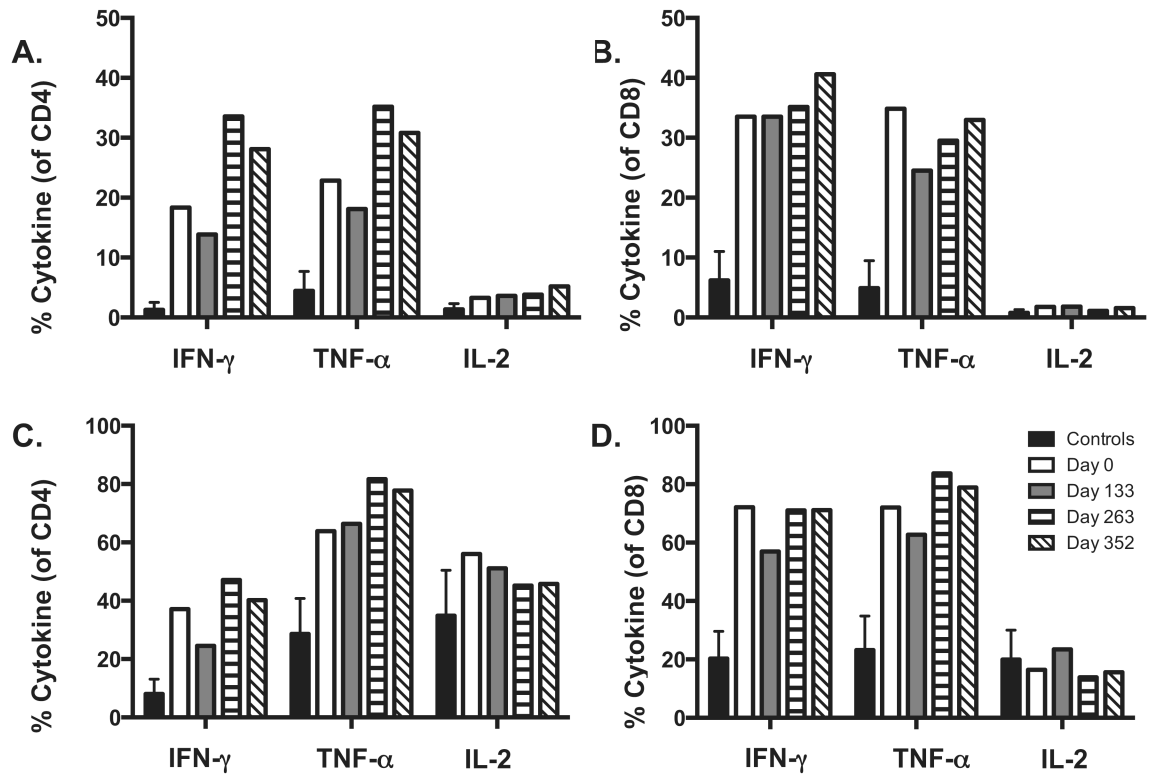 A.
% Cytokine (of CD4)
50
40
30
20
10
0
IFN-γ
TNF-α
IL-2
B.
% Cytokine (of CD8)
50
40
30
20
10
0
IFN-γ
TNF-α
IL-2
C.
% Cytokine (of CD4)
100
80
60
40
20
0
IFN-γ
TNF-α
IL-2
D.
% Cytokine (of CD8)
100
80
60
40
20
0
IFN-γ
TNF-α
IL-2
Controls
Day 0
Day 133
Day 263
Day 352